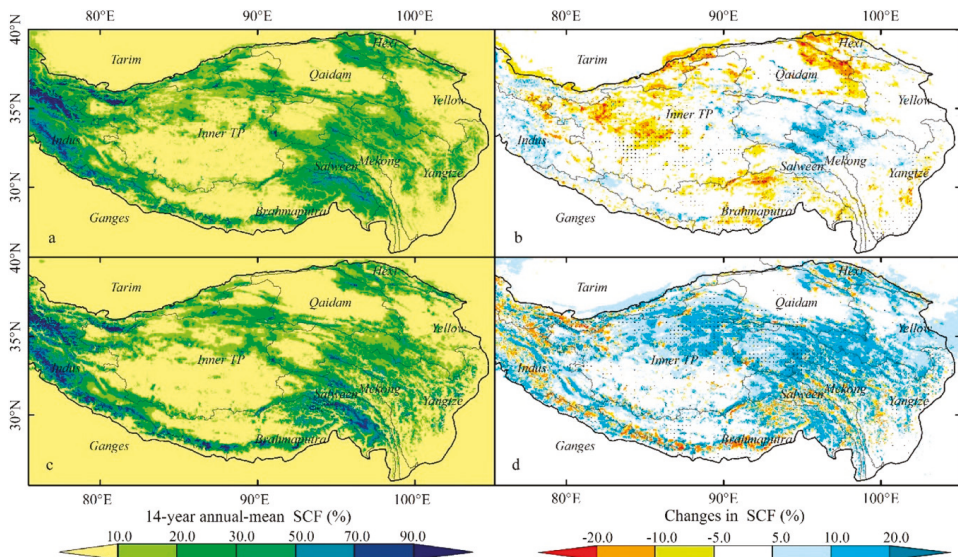 80°E 90°E 100°E 80°E 90°E 100°E
40°N
35°N
30°N
Tarim
Hexi
Qaidam
Yellow
Inner TP
Indus
Mekong
Salween
Yangtze
Ganges
Brahmaputra
a
Tarim
Hexi
Qaidam
Yellow
Inner TP
Indus
Mekong
Salween
Yangtze
Ganges
Brahmaputra
b
40°N
35°N
30°N
Tarim
Hexi
Qaidam
Yellow
Inner TP
Indus
Mekong
Salween
Yangtze
Ganges
Brahmaputra
c
Tarim
Hexi
Qaidam
Yellow
Inner TP
Indus
Mekong
Salween
Yangtze
Ganges
Brahmaputra
d
80°E 90°E 100°E 80°E 90°E 100°E
14-year annual-mean SCF (%)
10.0 20.0 30.0 50.0 70.0 90.0
Changes in SCF (%)
-20.0 -10.0 -5.0 5.0 10.0 20.0